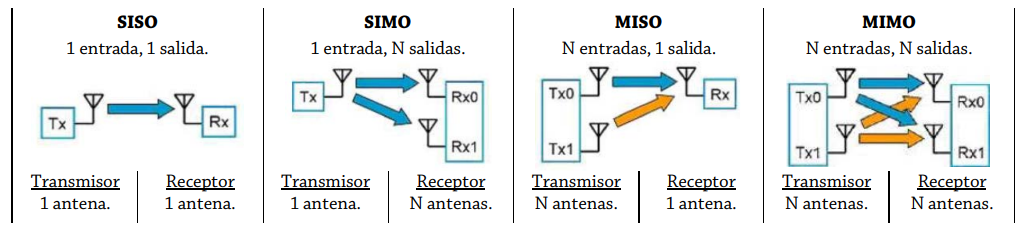 SISO
1 entrada, 1 salida.
Tx
Rx
Transmisor
1 antena.
Receptor
1 antena.
SIMO
1 entrada, N salidas.
Tx
Rx0
Rx1
Transmisor
1 antena.
Receptor
N antenas.
MISO
N entradas, 1 salida.
Tx0
Tx1
Rx
Transmisor
N antenas.
Receptor
1 antena.
MIMO
N entradas, N salidas.
Tx0
Tx1
Rx0
Rx1
Transmisor
N antenas.
Receptor
N antenas.